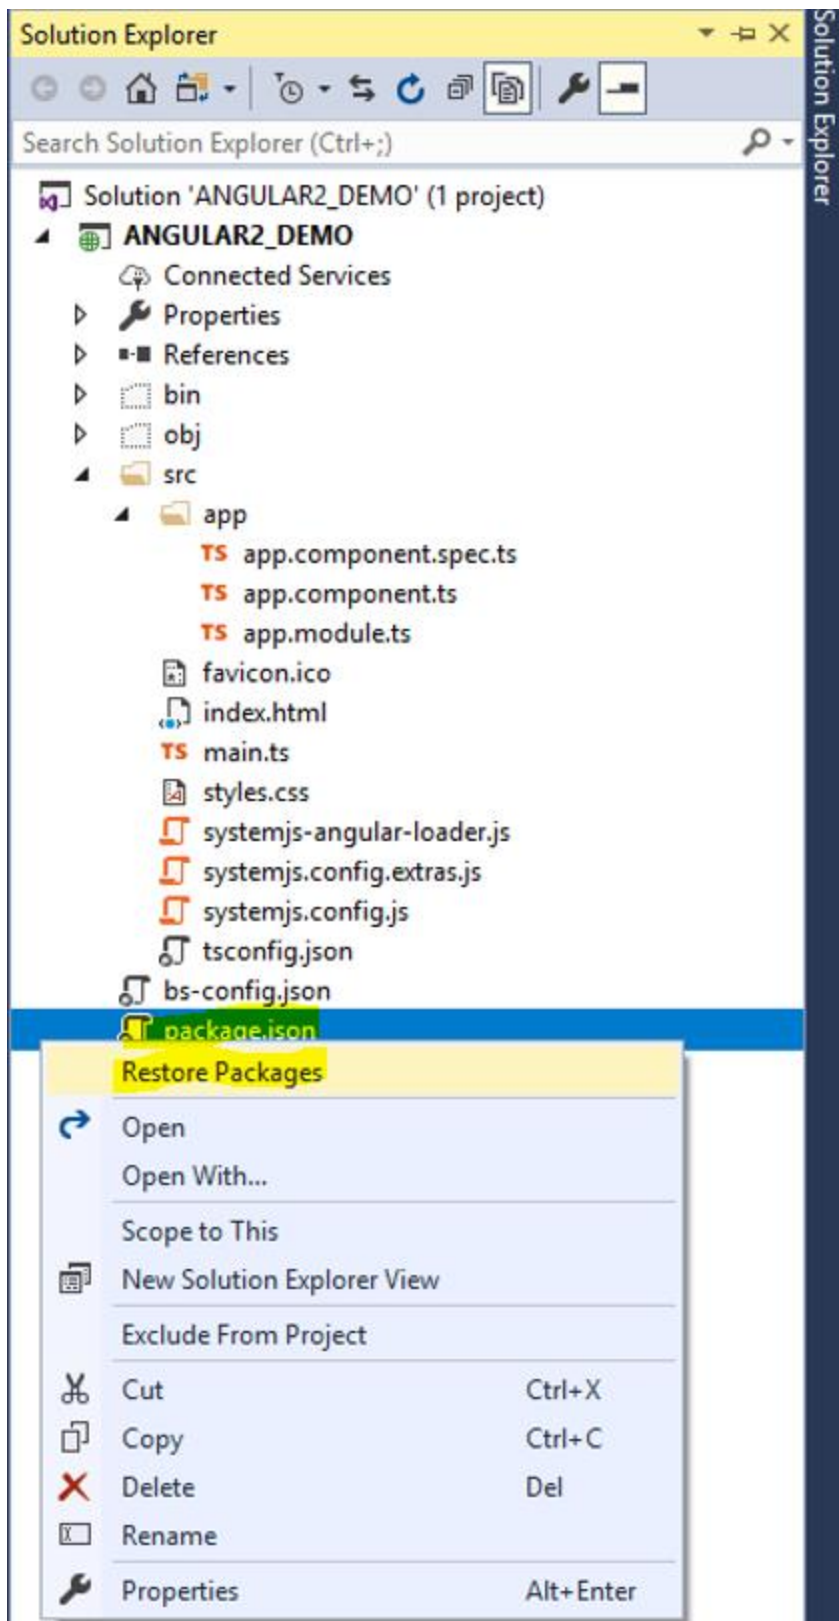 Solution Explorer
Search Solution Explorer (Ctrl+;)
Solution 'ANGULAR2_DEMO' (1 project)
ANGULAR2_DEMO
Connected Services
Properties
References
bin
obj
src
app
TS app.component.spec.ts
TS app.component.ts
TS app.module.ts
favicon.ico
index.html
TS main.ts
styles.css
systemjs-angular-loader.js
systemjs.config.extras.js
systemjs.config.js
tsconfig.json
bs-config.json
package.json
Restore Packages
Open
Open With...
Scope to This
New Solution Explorer View
Exclude From Project
Cut Ctrl+X
Copy Ctrl+C
Delete Del
Rename
Properties Alt+Enter
Solution Explorer